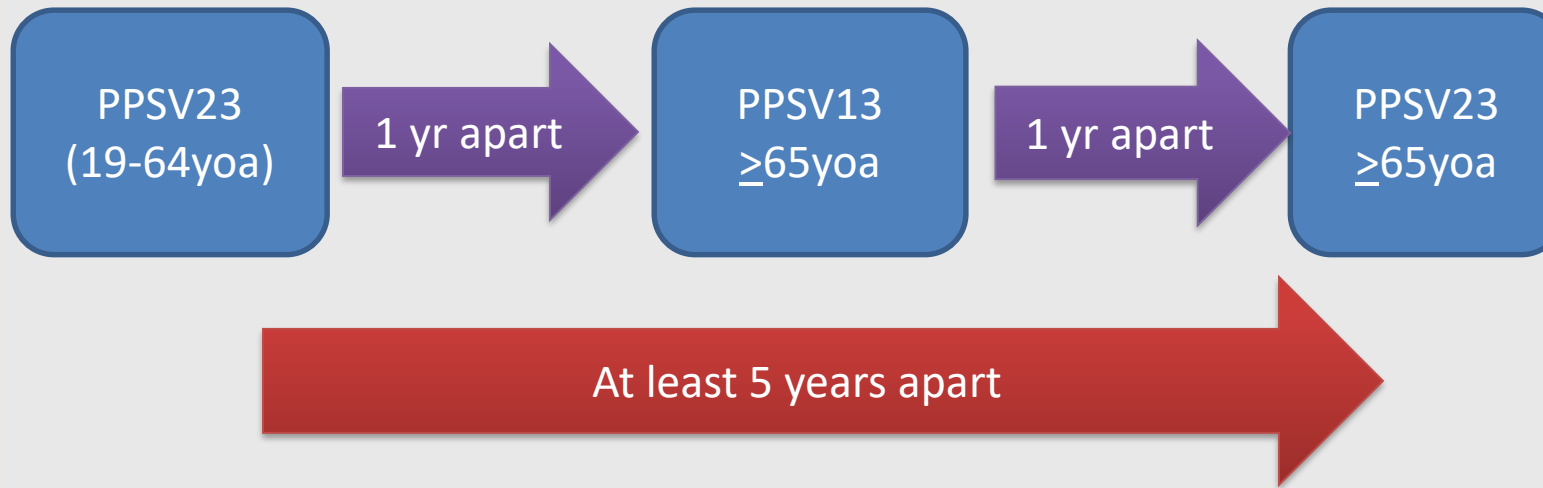 PPSV23
(19-64yoa)
1 yr apart
PPSV13
>65yoa
1 yr apart
PPSV23
>65yoa
At least 5 years apart